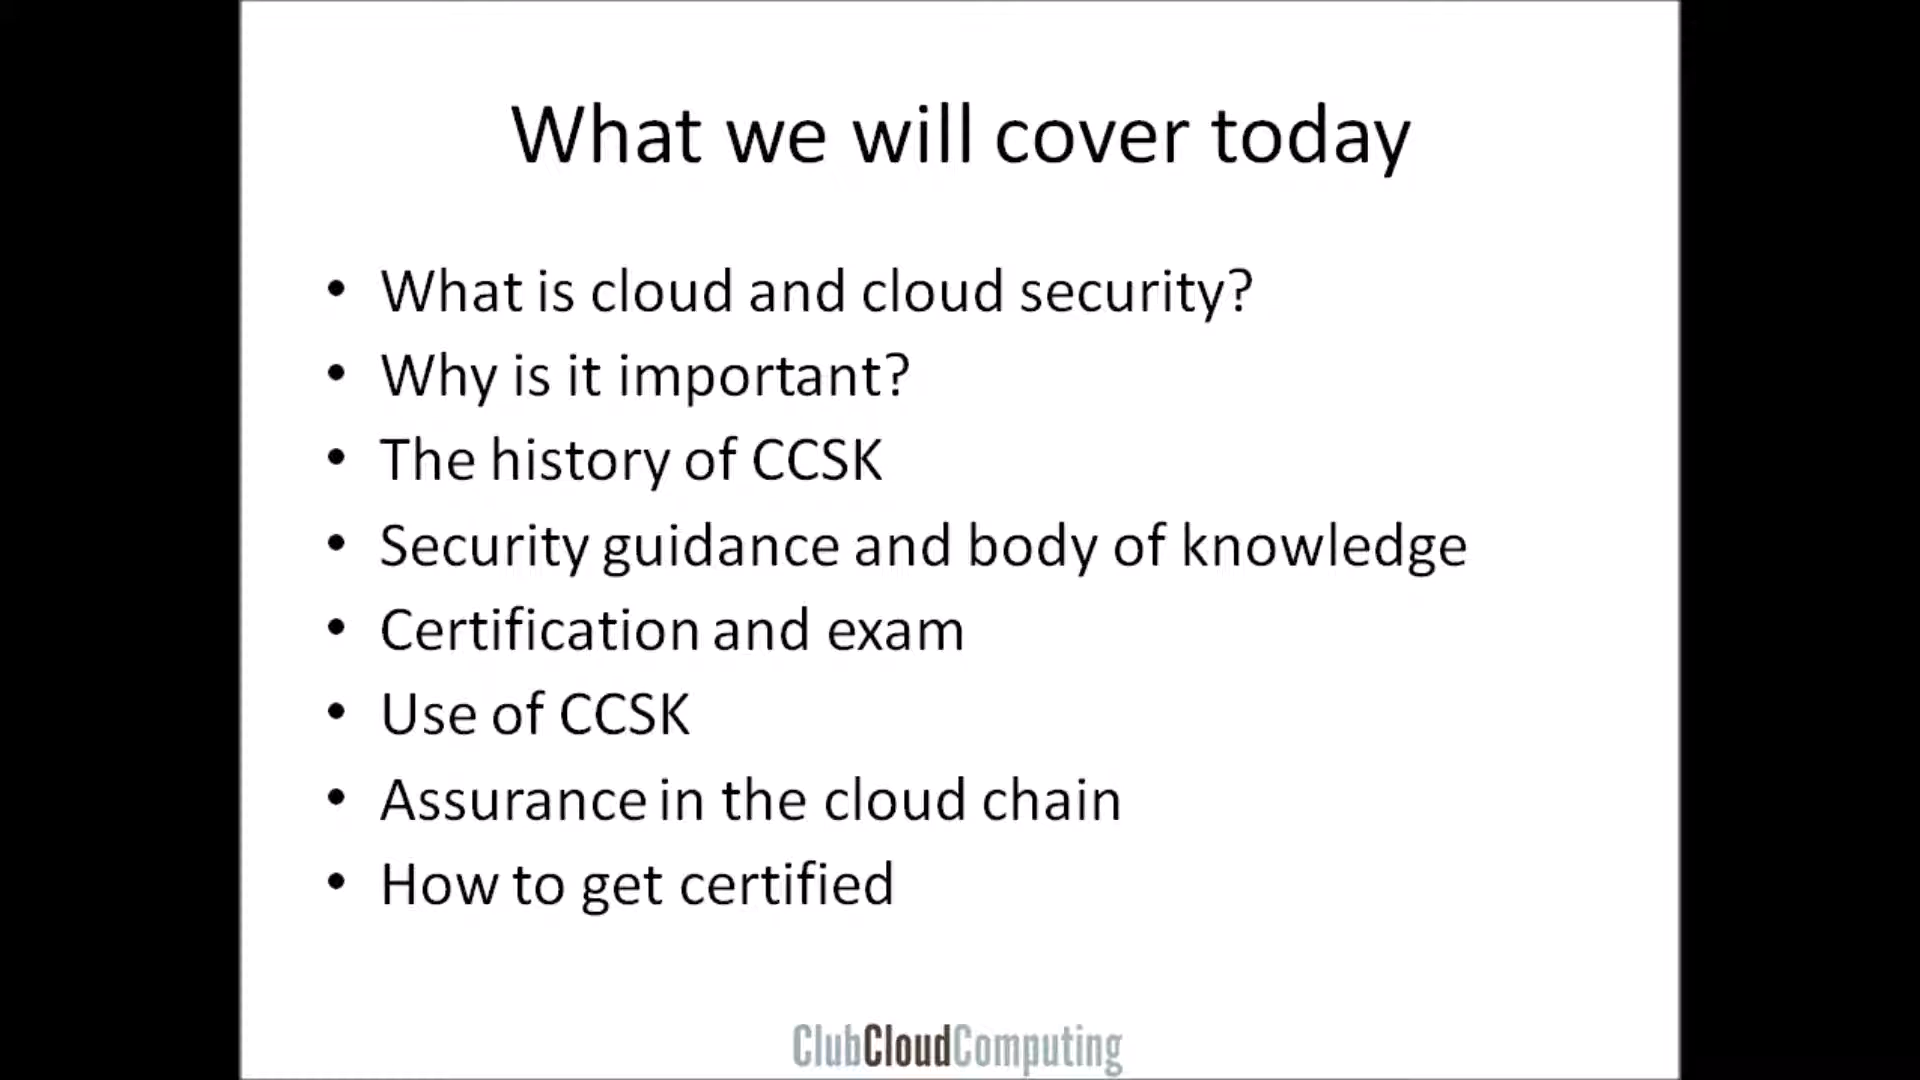 What we will cover today
• What is cloud and cloud security?
• Why is it important?
• The history of CCSK
• Security guidance and body of knowledge
• Certification and exam
• Use of CCSK
• Assurance in the cloud chain
• How to get certified
ClubCloudComputing